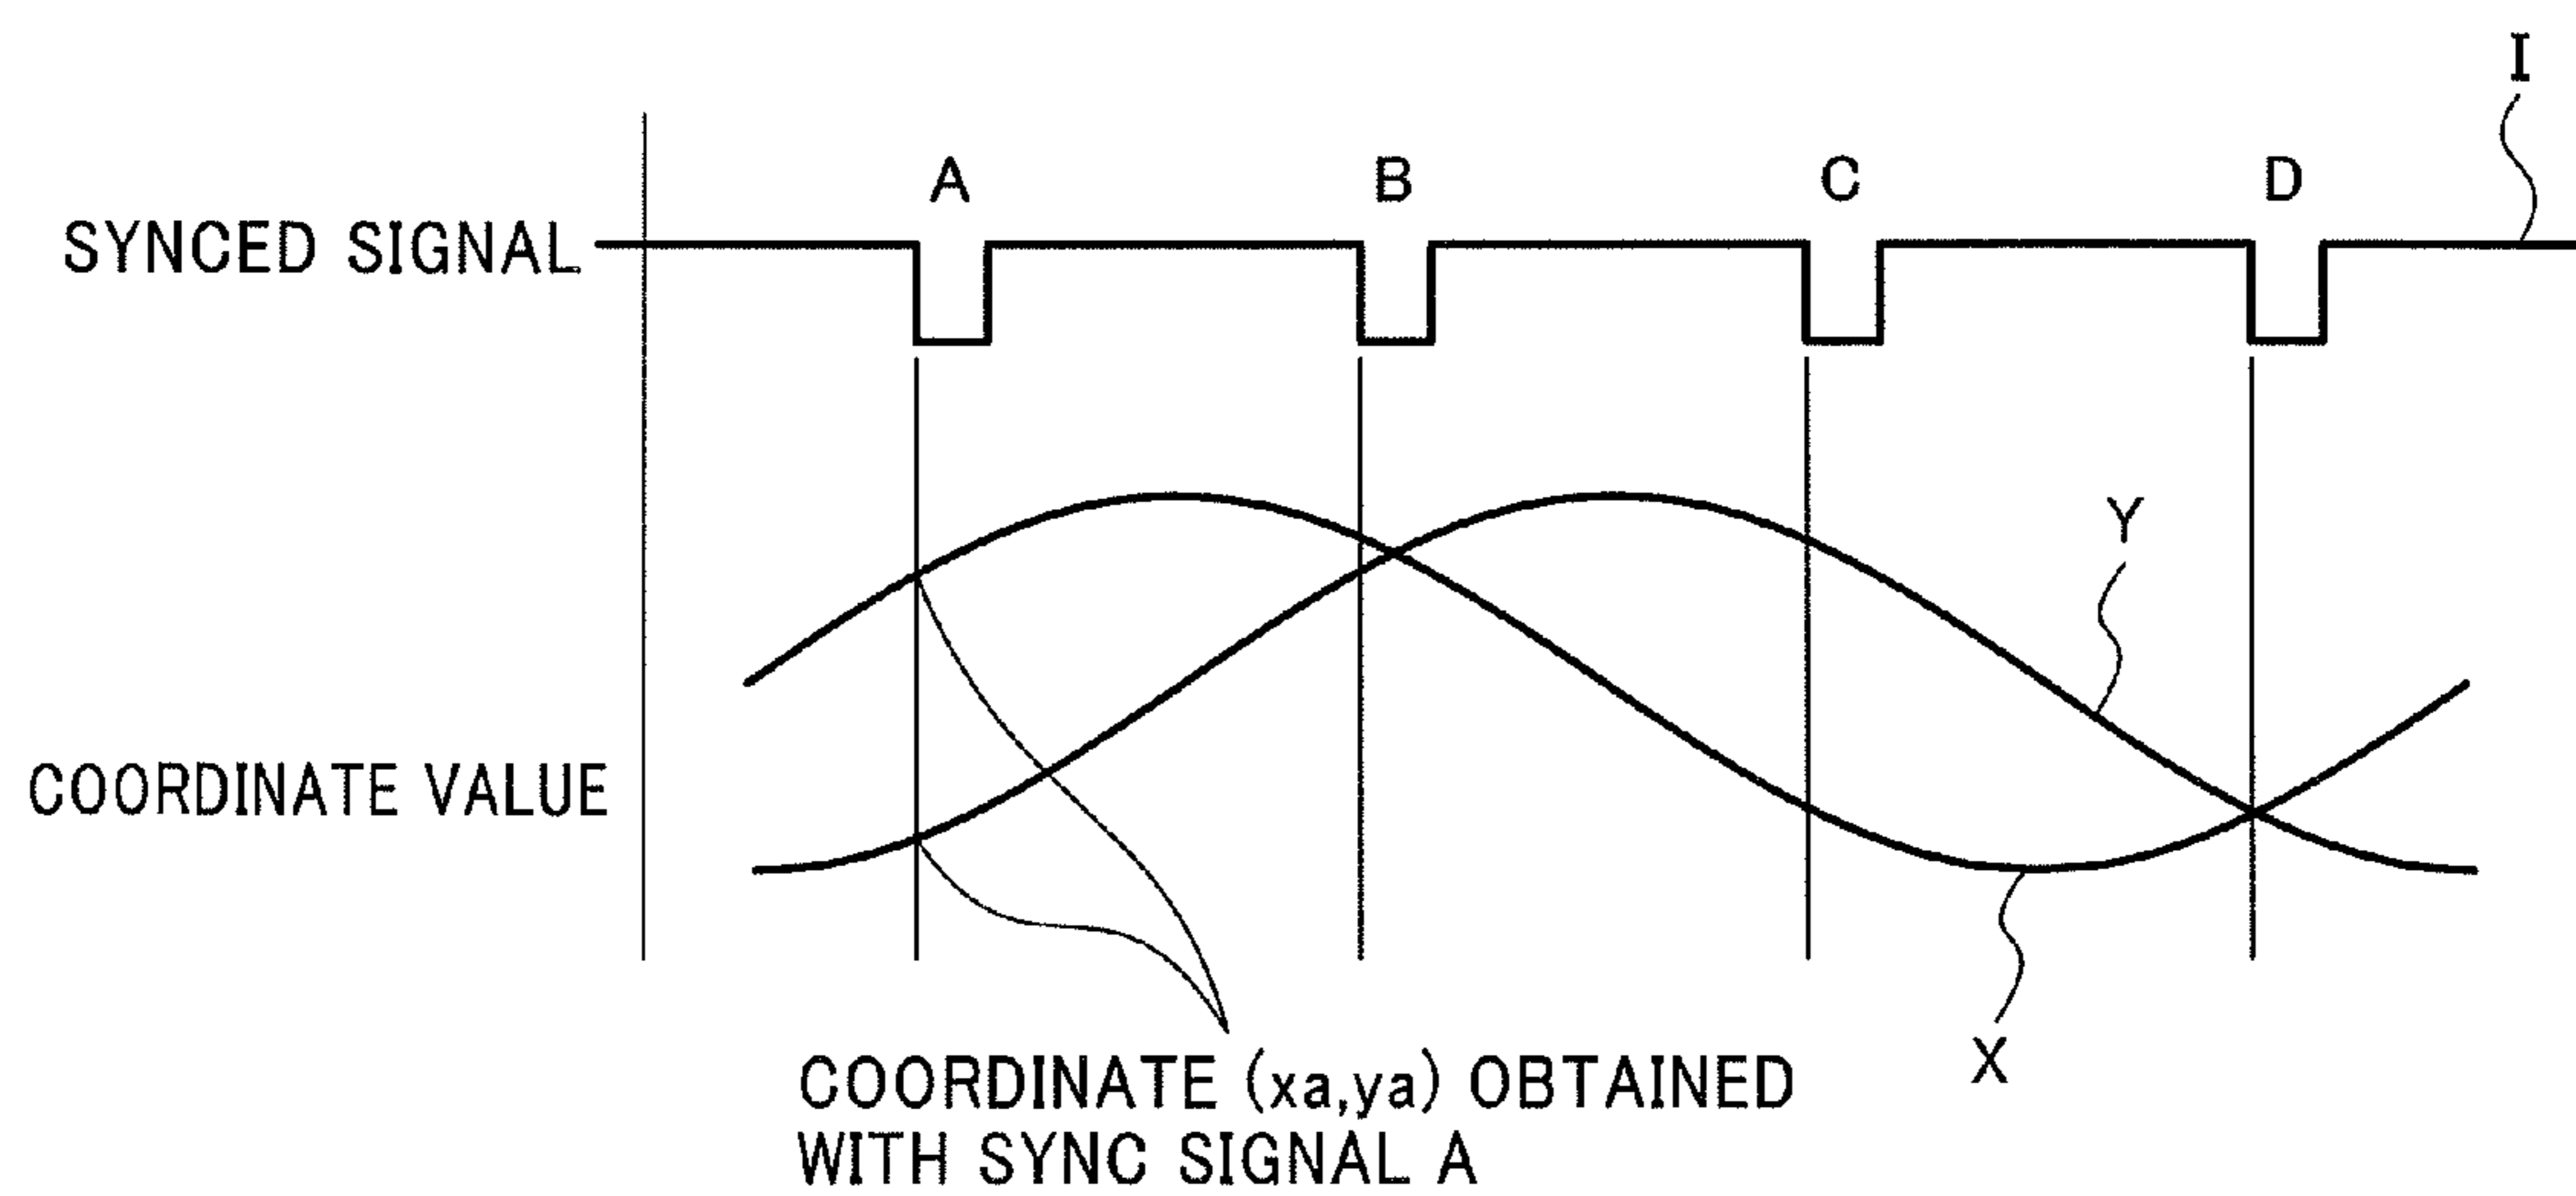 I
A
B
C
D
SYNCED SIGNAL
Y
COORDINATE VALUE
X
COORDINATE (xa,ya) OBTAINED
WITH SYNC SIGNAL A